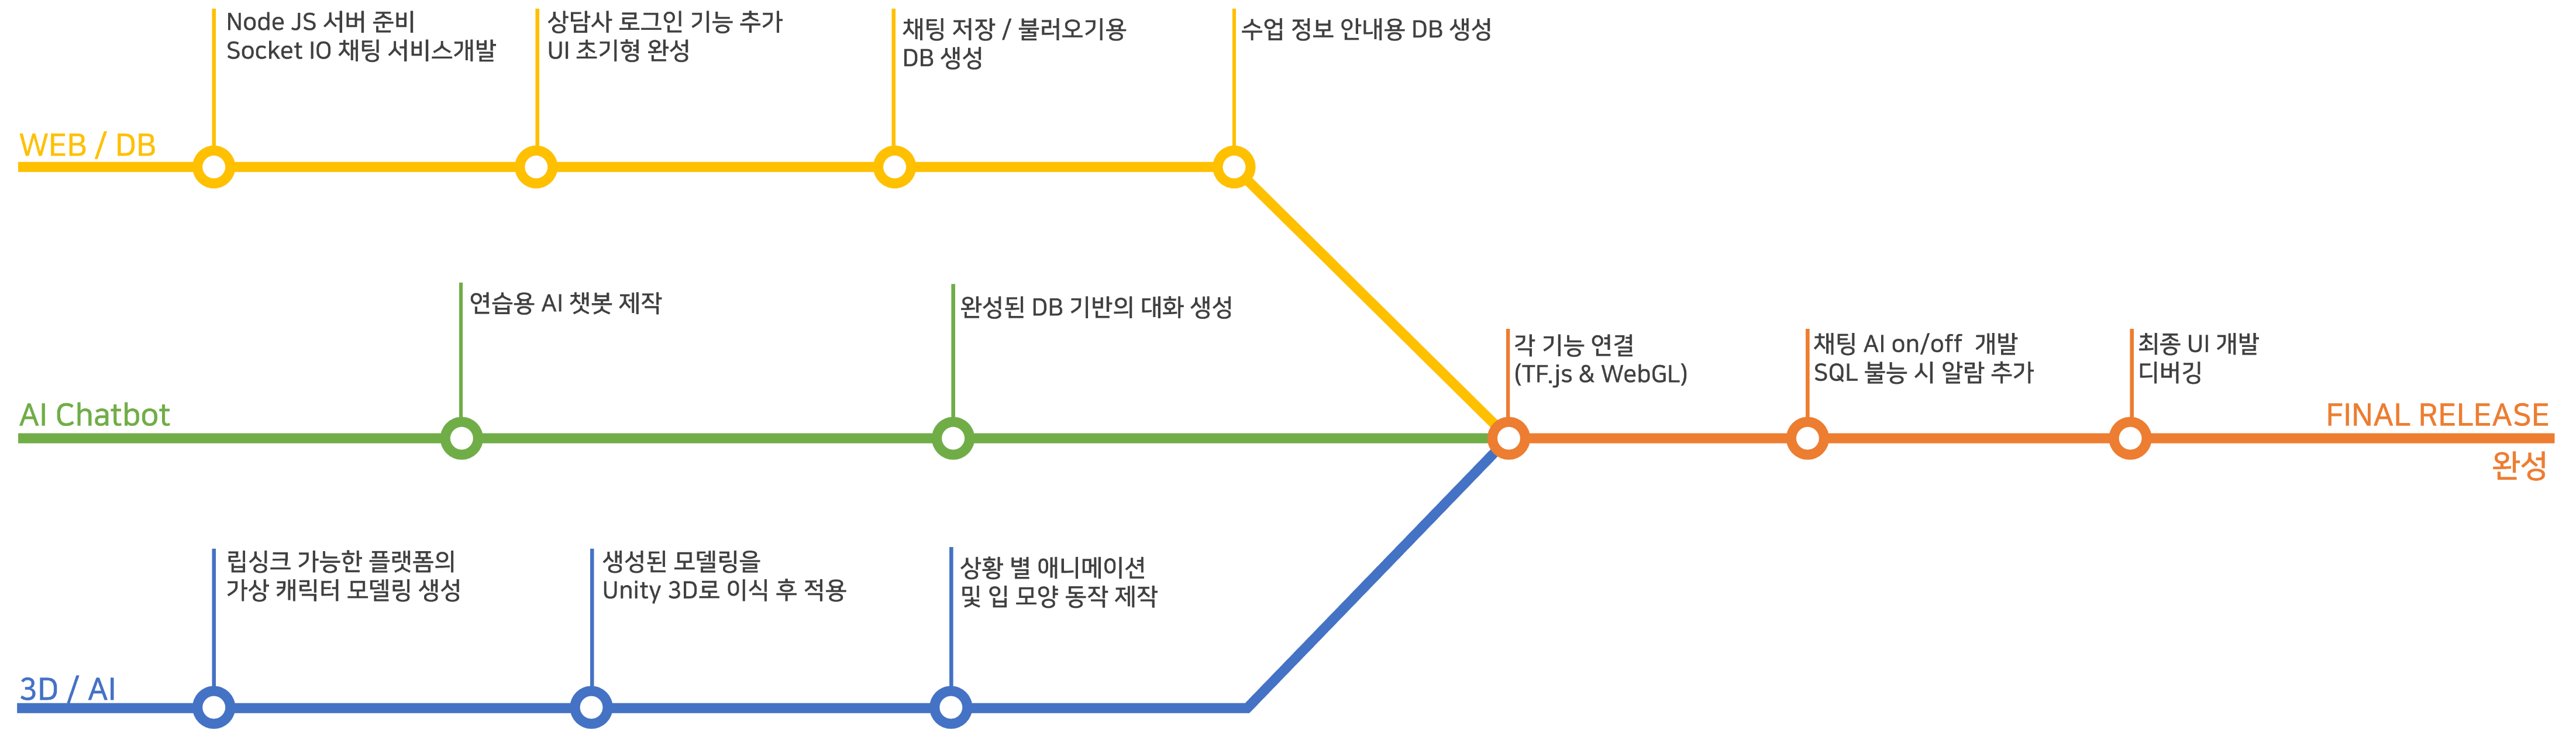 Node JS 서버 준비
Socket IO 채팅 서비스개발
상담사 로그인 기능 추가
UI 초기형 완성
채팅 저장 / 불러오기용
DB 생성
수업 정보 안내용 DB 생성
WEB / DB
연습용 AI 챗봇 제작
완성된 DB 기반의 대화 생성
각 기능 연결
(TF.js & WebGL)
채팅 AI on/off 개발
SQL 불능 시 알람 추가
최종 UI 개발
디버깅
AI Chatbot
FINAL RELEASE
완성
립싱크 가능한 플랫폼의
가상 캐릭터 모델링 생성
생성된 모델링을
Unity 3D로 이식 후 적용
상황 별 애니메이션
및 입 모양 동작 제작
3D / AI